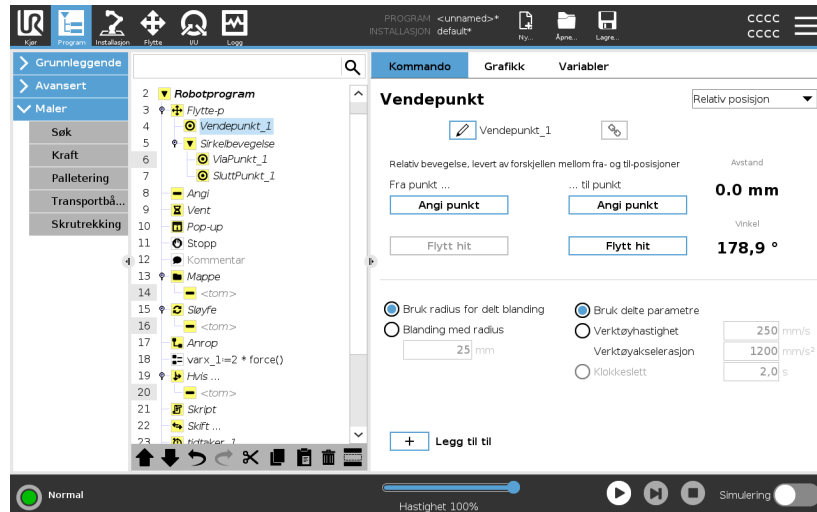 PROGRAM <unnamed>*
INSTALLASJON default*
Ny...
Åpne...
Lagre...
cccc
cccc
Kjør
Program
Installasjon
Flytte
I/U
Logg
Grunnleggende
Avansert
Maler
Søk
Kraft
Palletering
Transportbå...
Skrutrekking
2 Robotprogram
3 Flytte-p
4 Vendepunkt_1
5 Sirkelbevegelse
6 ViaPunkt_1
7 SluttPunkt_1
8 Angi
9 Vent
10 Pop-up
11 Stopp
12 Kommentar
13 Mappe
14 <tom>
15 Sløyfe
16 <tom>
17 Anrop
18 varx_1:=2 * force()
19 Hvis ...
20 <tom>
21 Skript
22 Skift ...
23 tidtaker_1
Kommando
Grafikk
Variabler
Vendepunkt
Relativ posisjon
Vendepunkt_1
Relativ bevegelse, levert av forskjellen mellom fra- og til-posisjoner
Fra punkt ...
... til punkt
Angi punkt
Angi punkt
Flytt hit
Flytt hit
Avstand
0.0 mm
Vinkel
178,9 °
Bruk radius for delt blanding
Blanding med radius
25 mm
Bruk delte parametre
Verktøyhastighet 250 mm/s
Verktøyakselerasjon 1200 mm/s²
Klokkeslett 2,0 s
+ Legg til til
Normal
Hastighet 100%
Simulering